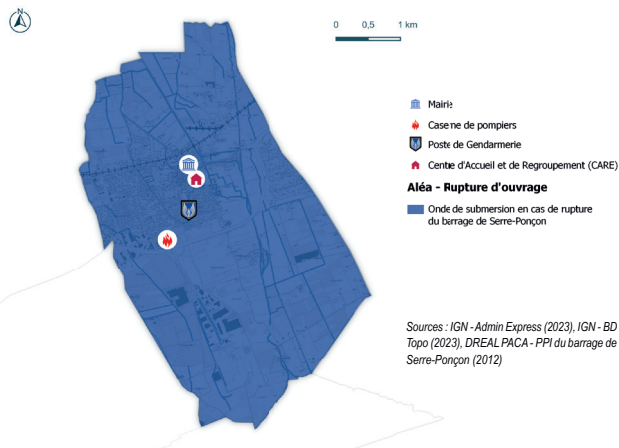 N
0 0,5 1 km
Mairie
Caserne de pompiers
Poste de Gendarmerie
Centre d'Accueil et de Regroupement (CARE)
Aléa - Rupture d'ouvrage
Onde de submersion en cas de rupture
du barrage de Serre-Ponçon
Sources : IGN - Admin Express (2023), IGN - BD
Topo (2023), DREAL PACA - PPI du barrage de
Serre-Ponçon (2012)